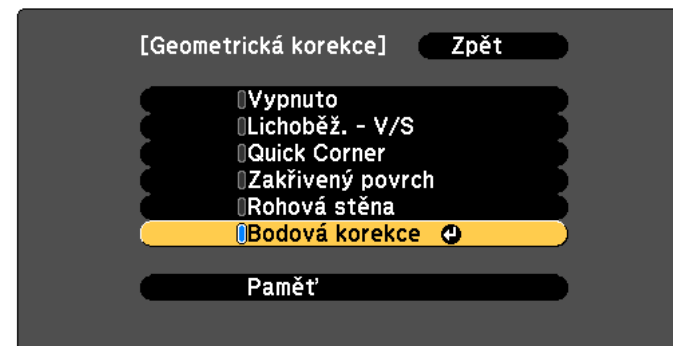 [Geometrická korekce] Zpět
Vypnuto
Lichoběž. - V/S
Quick Corner
Zakřivený povrch
Rohová stěna
Bodová korekce
Paměť